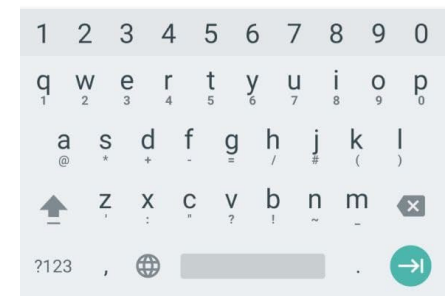 1 2 3 4 5 6 7 8 9 0
q w e r t y u i o p
1 2 3 4 5 6 7 8 9 0
a s d f g h j k l
@ * + - = / # ( )
z x c v b n m
' : " ? ! ~ _
?123 , .